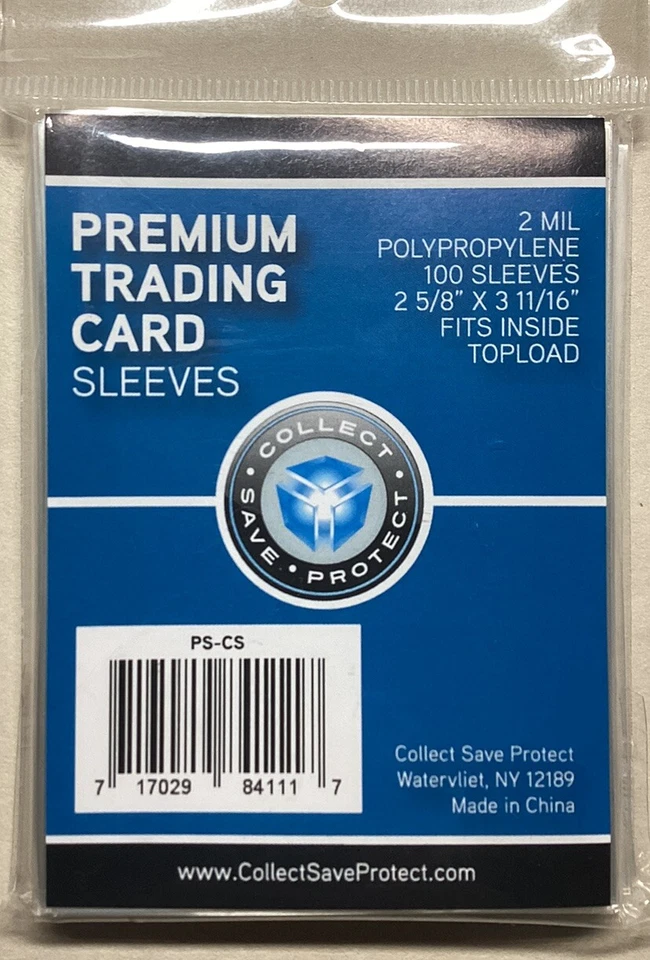 PREMIUM
TRADING
CARD
SLEEVES
2 MIL
POLYPROPYLENE
100 SLEEVES
2 5/8” X 3 11/16”
FITS INSIDE
TOPLOAD
COLLECT • PROTECT • SAVE •
PS-CS
7 17029 84111 7
Collect Save Protect
Watervliet, NY 12189
Made in China
www.CollectSaveProtect.com